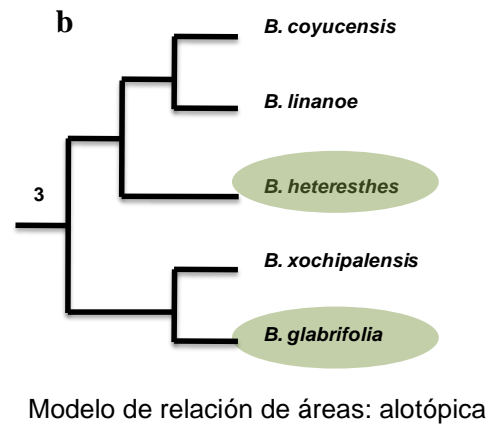 b
B. coyucensis
B. linanoe
B. heteresthes
3
B. xochipalensis
B. glabrifolia
Modelo de relación de áreas: alotópica